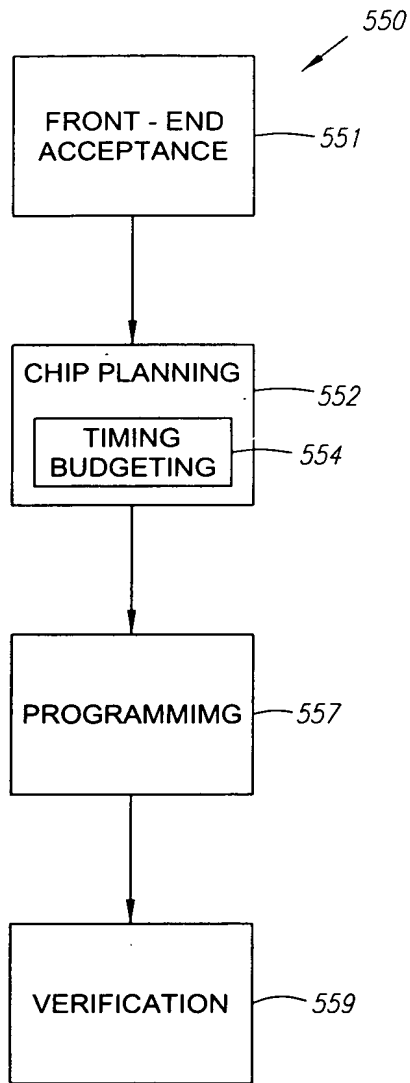 550
FRONT - END
ACCEPTANCE
551
CHIP PLANNING
552
TIMING
BUDGETING
554
PROGRAMMIMG
557
VERIFICATION
559